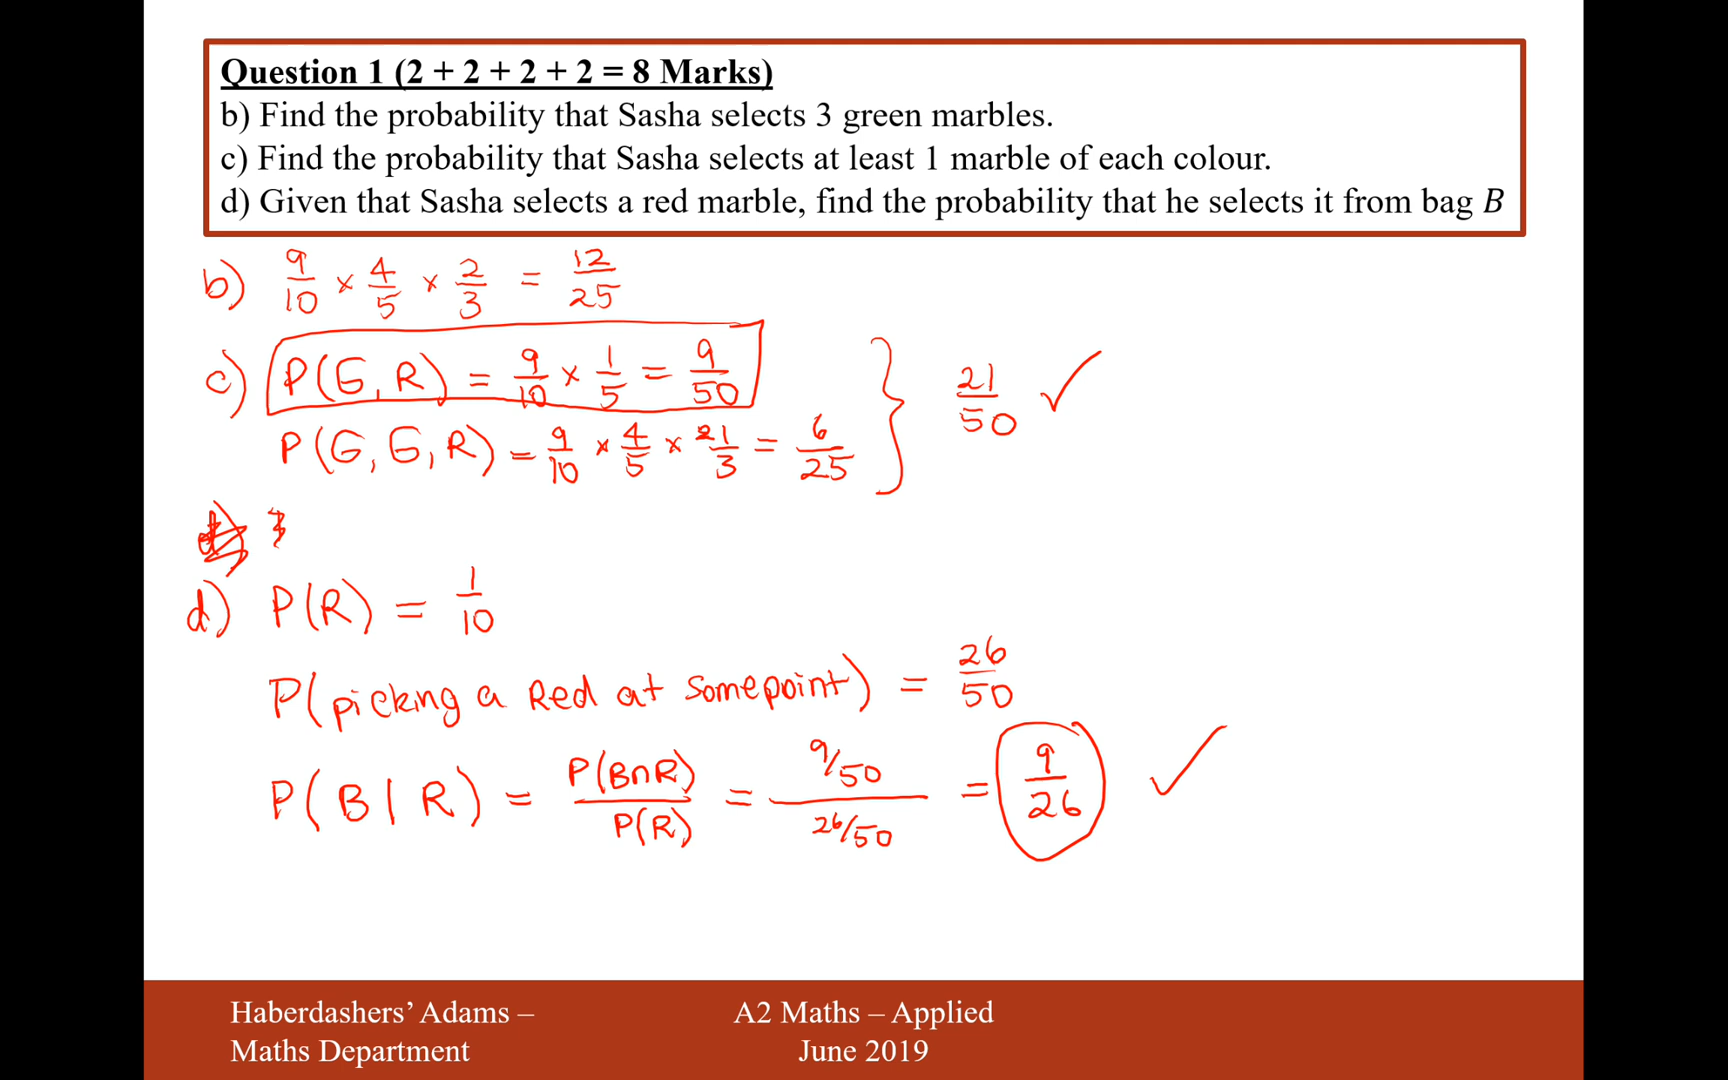 Question 1 (2 + 2 + 2 + 2 = 8 Marks)
b) Find the probability that Sasha selects 3 green marbles.
c) Find the probability that Sasha selects at least 1 marble of each colour.
d) Given that Sasha selects a red marble, find the probability that he selects it from bag B
b) 9/10 × 4/5 × 2/3 = 12/25
c) P(G, R) = 9/10 × 1/5 = 9/50
P(G, G, R) = 9/10 × 4/5 × 1/3 = 6/25
} 21/50 ✓
d) P(R) = 1/10
P(picking a Red at somepoint) = 26/50
P(B | R) = P(B∩R)/P(R) = (9/50)/(26/50) = 9/26 ✓
Haberdashers’ Adams –
Maths Department
A2 Maths – Applied
June 2019